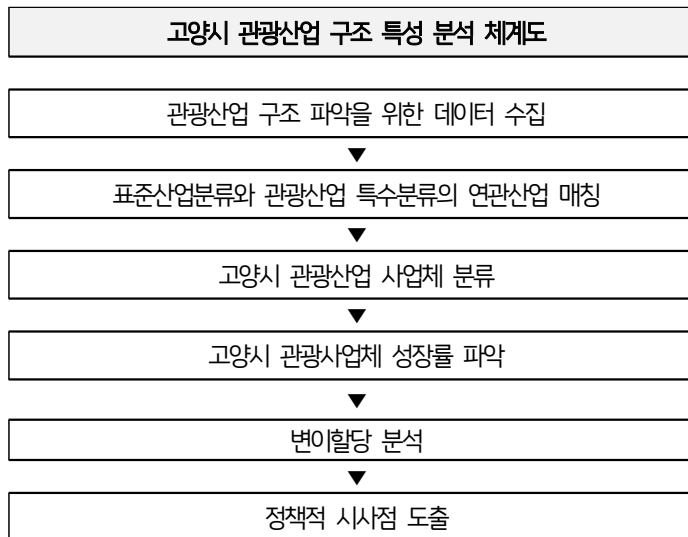 고양시 관광산업 구조 특성 분석 체계도
관광산업 구조 파악을 위한 데이터 수집
▼
표준산업분류와 관광산업 특수분류의 연관산업 매칭
▼
고양시 관광산업 사업체 분류
▼
고양시 관광사업체 성장률 파악
▼
변이할당 분석
▼
정책적 시사점 도출